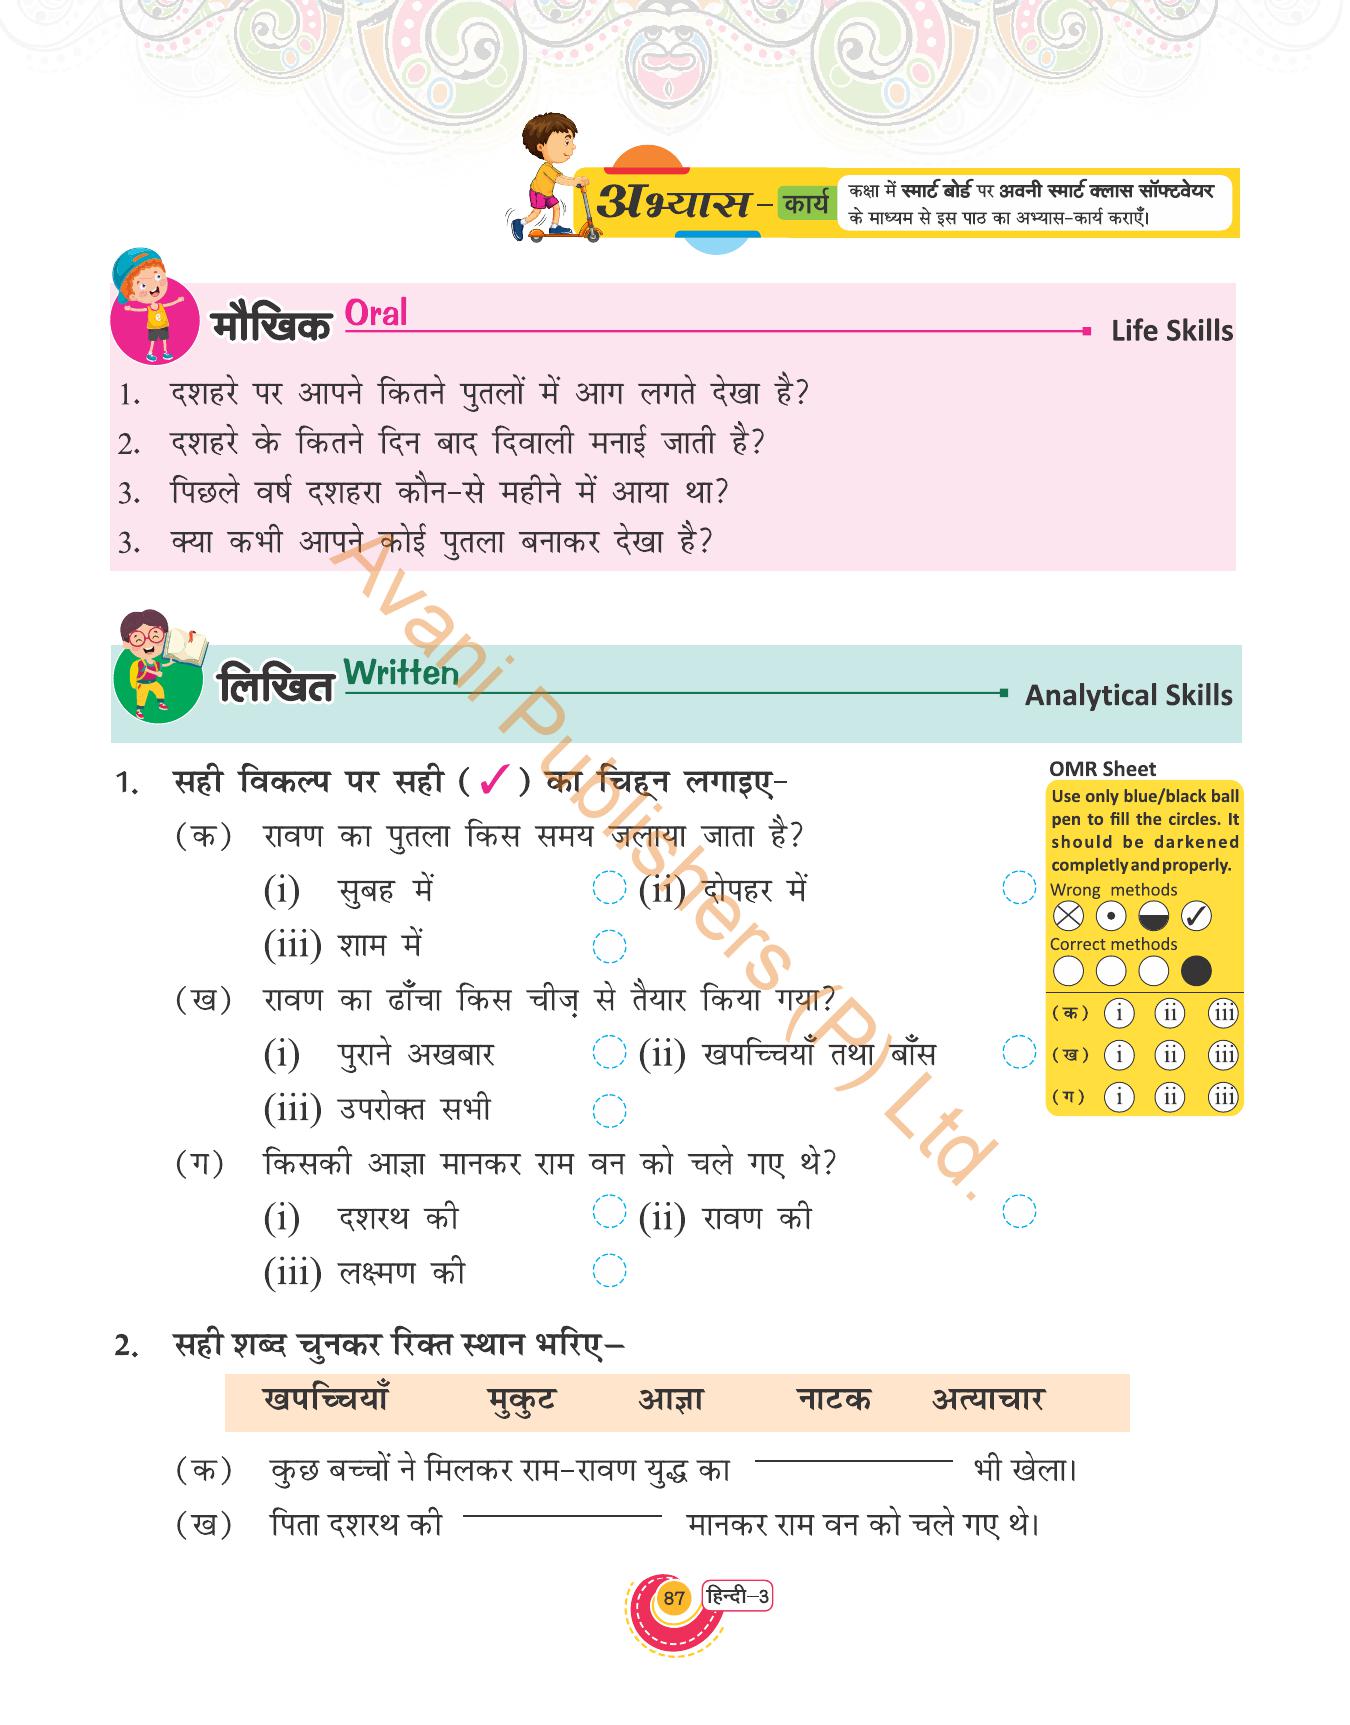 अभ्यास - कार्य
कक्षा में स्मार्ट बोर्ड पर अवनी स्मार्ट क्लास सॉफ्टवेयर
के माध्यम से इस पाठ का अभ्यास-कार्य कराएँ।
मौखिक Oral Life Skills
1. दशहरे पर आपने कितने पुतलों में आग लगते देखा है?
2. दशहरे के कितने दिन बाद दिवाली मनाई जाती है?
3. पिछले वर्ष दशहरा कौन-से महीने में आया था?
3. क्या कभी आपने कोई पुतला बनाकर देखा है?
लिखित Written Analytical Skills
1. सही विकल्प पर सही (✓) का चिह्न लगाइए-
(क) रावण का पुतला किस समय जलाया जाता है?
(i) सुबह में (ii) दोपहर में
(iii) शाम में
(ख) रावण का ढाँचा किस चीज़ से तैयार किया गया?
(i) पुराने अखबार (ii) खपच्चियाँ तथा बाँस
(iii) उपरोक्त सभी
(ग) किसकी आज्ञा मानकर राम वन को चले गए थे?
(i) दशरथ की (ii) रावण की
(iii) लक्ष्मण की
OMR Sheet
Use only blue/black ball
pen to fill the circles. It
should be darkened
completly and properly.
Wrong methods
Correct methods
(क) i ii iii
(ख) i ii iii
(ग) i ii iii
2. सही शब्द चुनकर रिक्त स्थान भरिए—
खपच्चियाँ मुकुट आज्ञा नाटक अत्याचार
(क) कुछ बच्चों ने मिलकर राम-रावण युद्ध का ____________ भी खेला।
(ख) पिता दशरथ की ____________ मानकर राम वन को चले गए थे।
87 हिन्दी-3
Avani Publishers (P) Ltd.